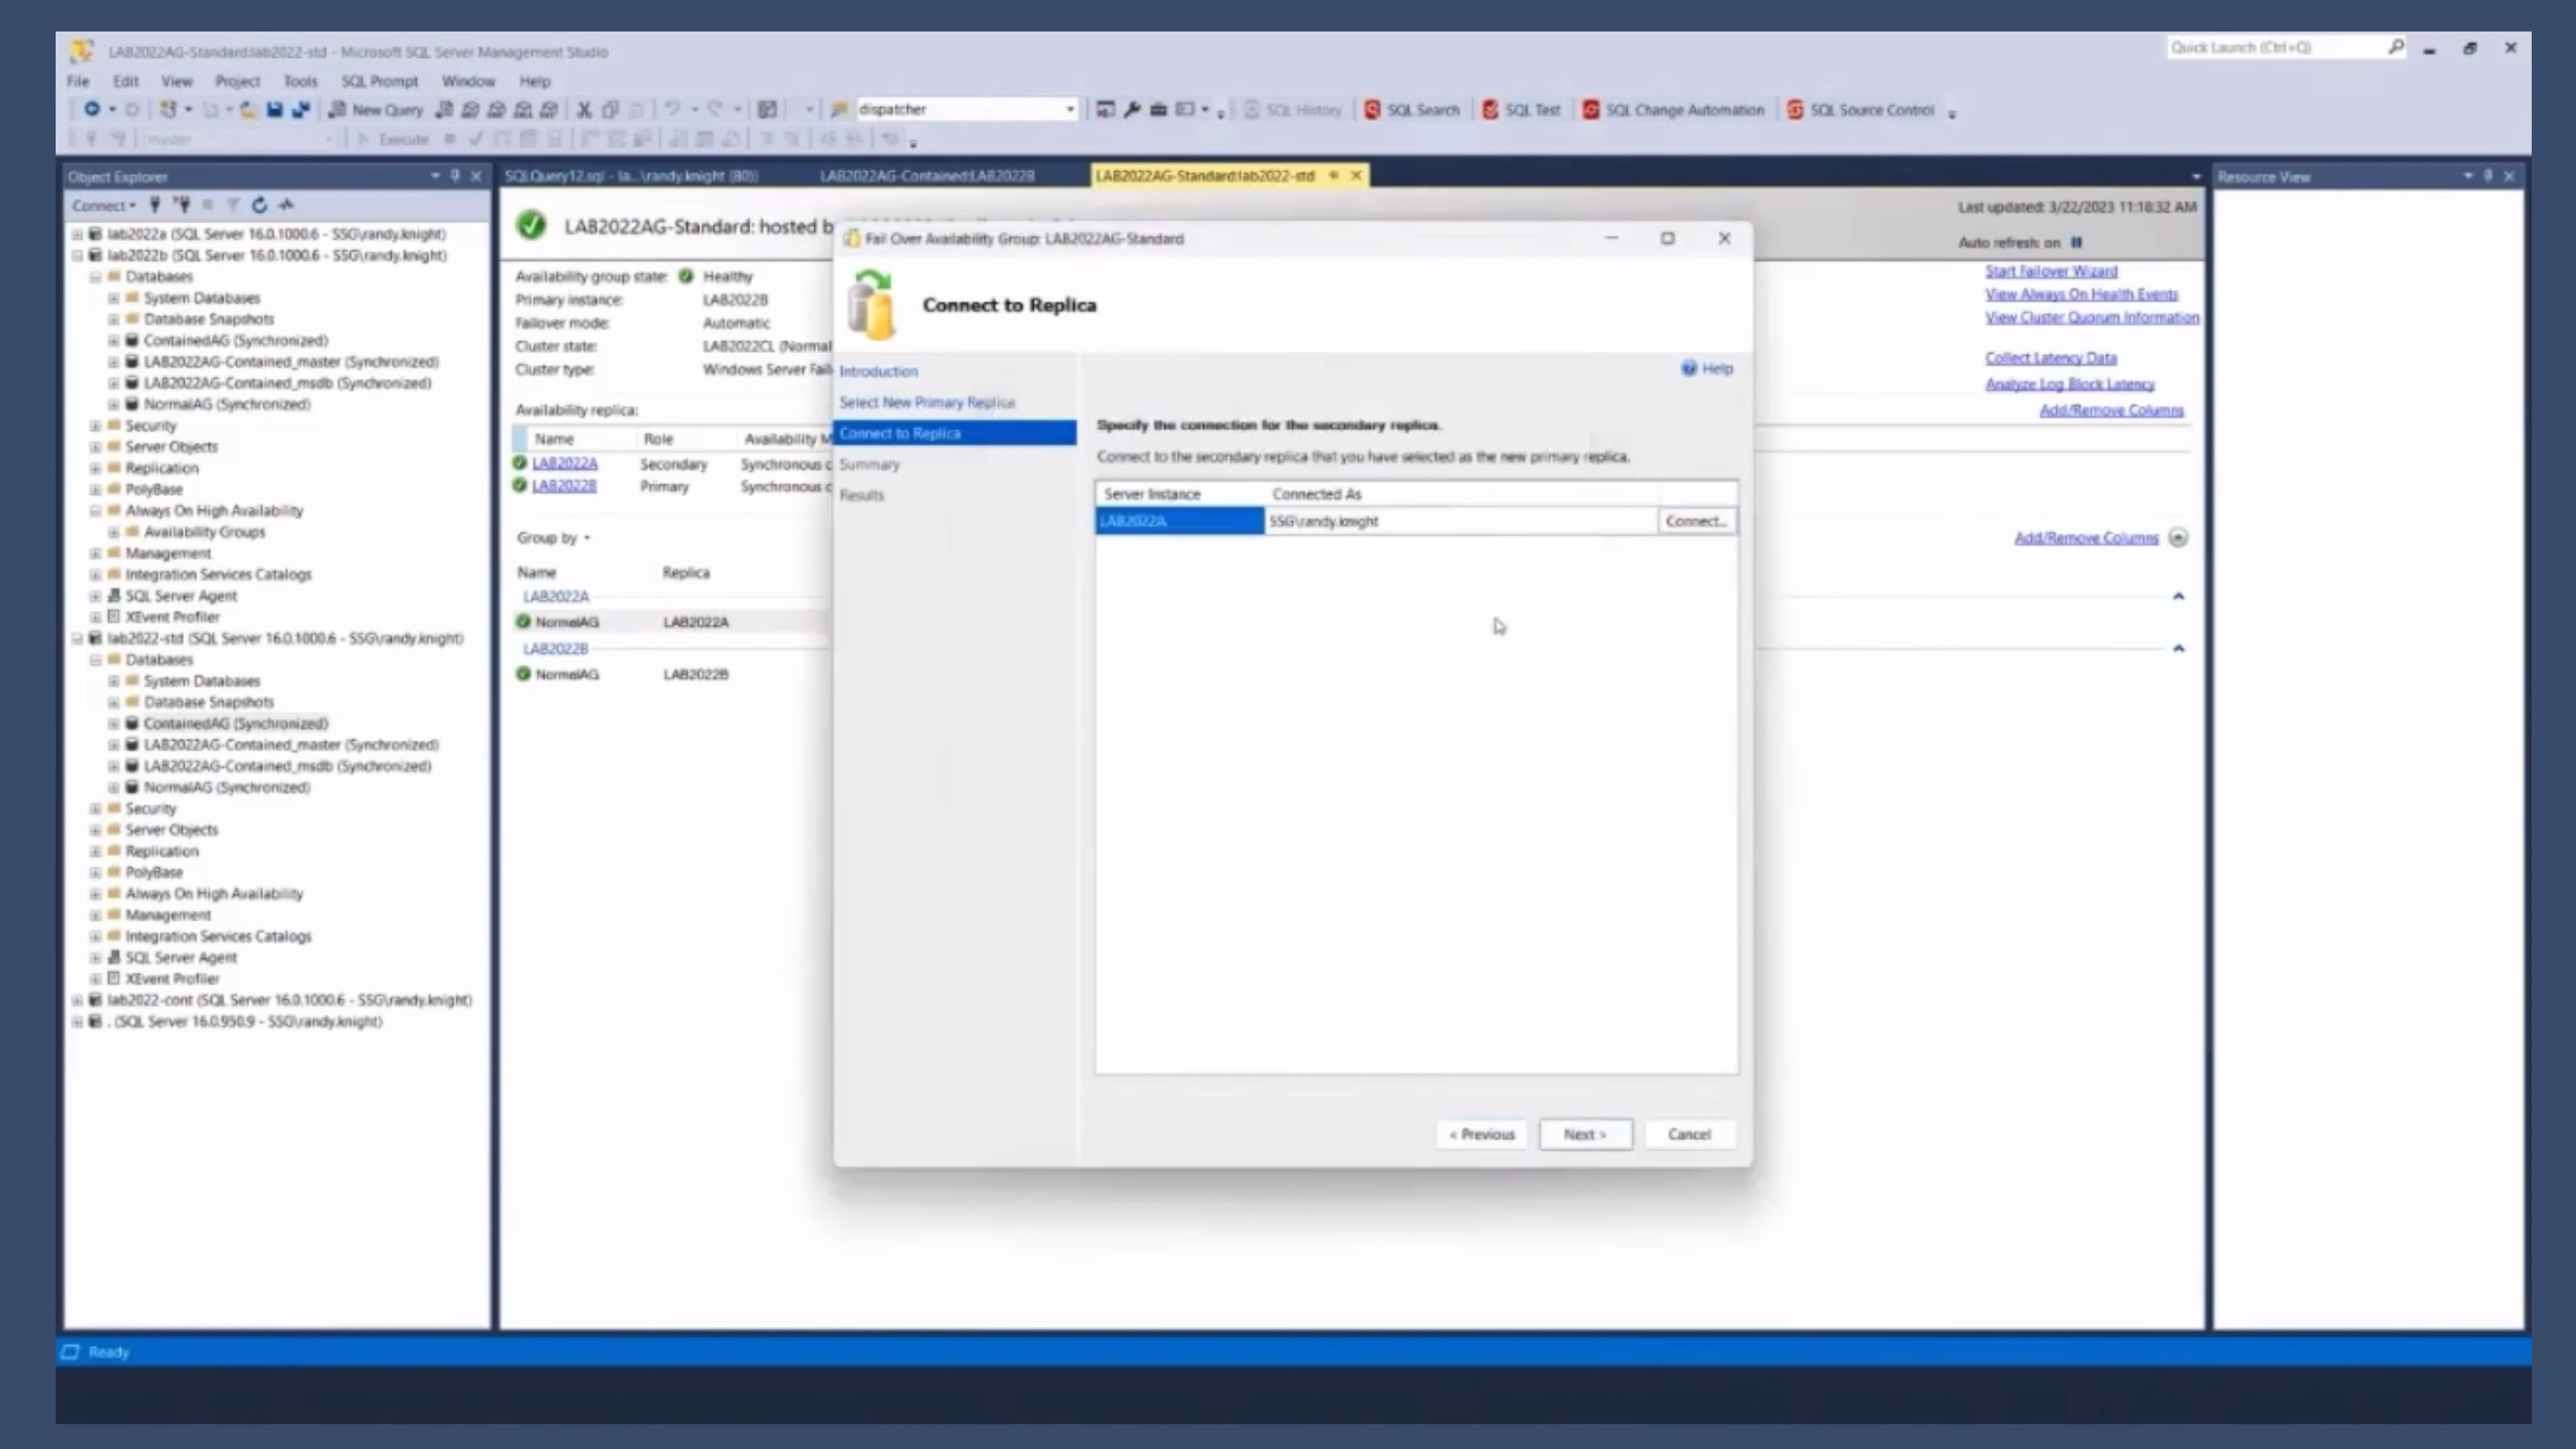 LAB2022AG-Standard:lab2022-std - Microsoft SQL Server Management Studio
Quick Launch (Ctrl+Q)
File Edit View Project Tools SQL Prompt Window Help
New Query dispatcher SQL History SQL Search SQL Test SQL Change Automation SQL Source Control
master Execute
Object Explorer
Connect
lab2022a (SQL Server 16.0.1000.6 - SSG\randy.knight)
lab2022b (SQL Server 16.0.1000.6 - SSG\randy.knight)
Databases
System Databases
Database Snapshots
ContainedAG (Synchronized)
LAB2022AG-Contained_master (Synchronized)
LAB2022AG-Contained_msdb (Synchronized)
NormalAG (Synchronized)
Security
Server Objects
Replication
PolyBase
Always On High Availability
Availability Groups
Management
Integration Services Catalogs
SQL Server Agent
XEvent Profiler
lab2022-std (SQL Server 16.0.1000.6 - SSG\randy.knight)
Databases
System Databases
Database Snapshots
ContainedAG (Synchronized)
LAB2022AG-Contained_master (Synchronized)
LAB2022AG-Contained_msdb (Synchronized)
NormalAG (Synchronized)
Security
Server Objects
Replication
PolyBase
Always On High Availability
Management
Integration Services Catalogs
SQL Server Agent
XEvent Profiler
lab2022-cont (SQL Server 16.0.1000.6 - SSG\randy.knight)
. (SQL Server 16.0.950.9 - SSG\randy.knight)
SQLQuery12.sql - la...\randy.knight (80)) LAB2022AG-Contained:LAB2022B LAB2022AG-Standard:lab2022-std
LAB2022AG-Standard: hosted b
Last updated: 3/22/2023 11:18:32 AM
Auto refresh: on
Availability group state: Healthy
Primary instance: LAB2022B
Failover mode: Automatic
Cluster state: LAB2022CL (Normal
Cluster type: Windows Server Fail
Start Failover Wizard
View Always On Health Events
View Cluster Quorum Information
Collect Latency Data
Analyze Log Block Latency
Availability replica:
Add/Remove Columns
Name Role Availability M
LAB2022A Secondary Synchronous c
LAB2022B Primary Synchronous c
Group by
Add/Remove Columns
Name Replica
LAB2022A
NormalAG LAB2022A
LAB2022B
NormalAG LAB2022B
Fail Over Availability Group: LAB2022AG-Standard
Connect to Replica
Introduction
Select New Primary Replica
Connect to Replica
Summary
Results
Help
Specify the connection for the secondary replica.
Connect to the secondary replica that you have selected as the new primary replica.
Server Instance Connected As
LAB2022A SSG\randy.knight Connect...
< Previous Next > Cancel
Resource View
Ready